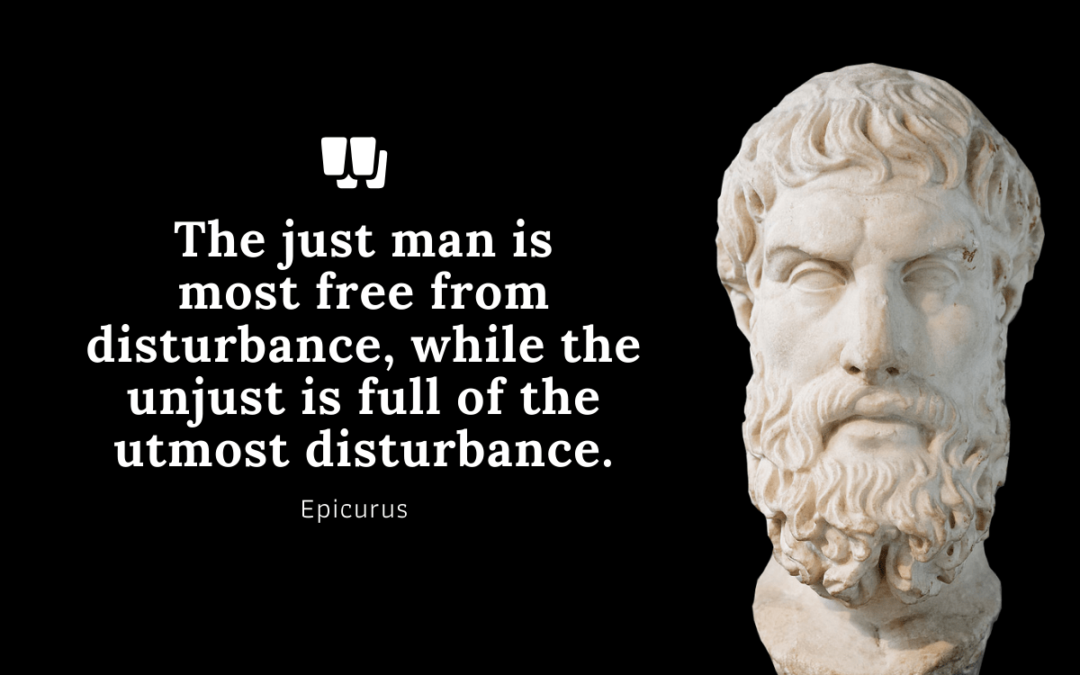 The just man is
most free from
disturbance, while the
unjust is full of the
utmost disturbance.
Epicurus